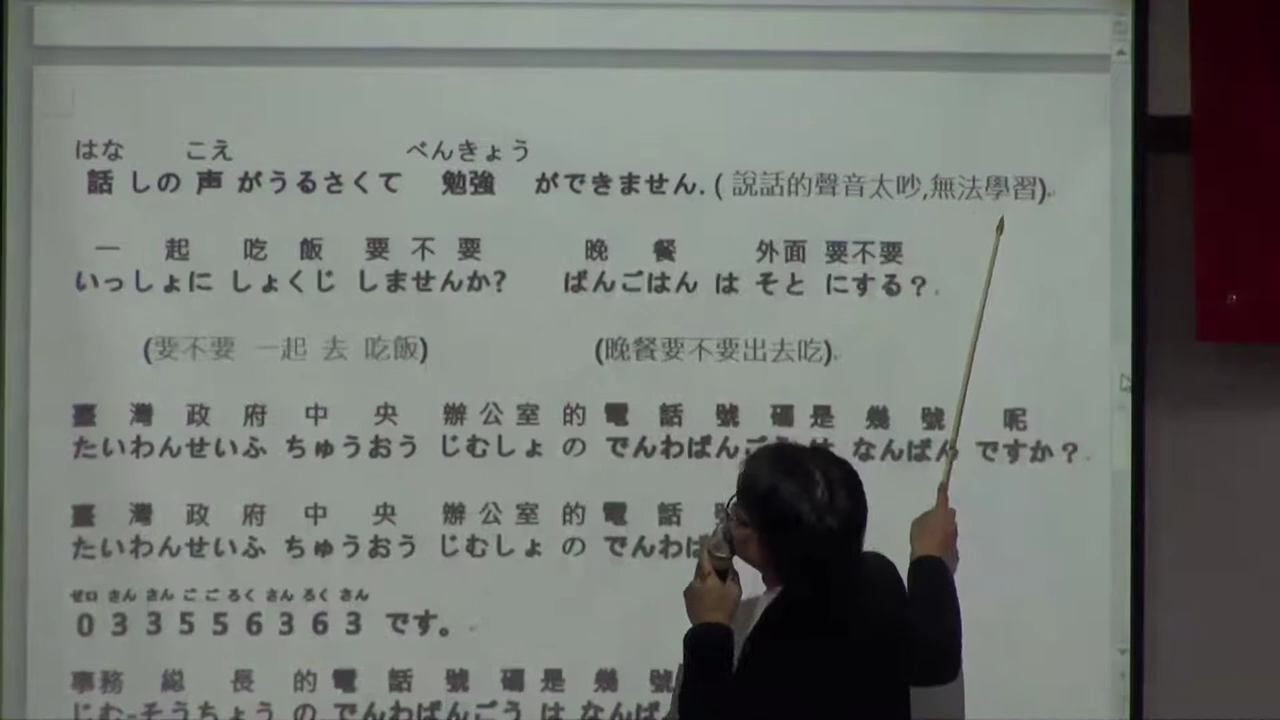 はな こえ べんきょう
話 しの 声 がうるさくて 勉強 ができません. ( 說話的聲音太吵,無法學習).
一 起 吃 飯 要 不 要 晚 餐 外面 要不要
いっしょに しょくじ しませんか? ばんごはん は そと にする?.
(要不要 一起 去 吃飯) (晚餐要不要出去吃).
臺 灣 政 府 中 央 辦 公 室 的 電 話 號 碼 是 幾 號 呢
たいわんせいふ ちゅうおう じむしょ の でんわばんごう は なんばん ですか?.
臺 灣 政 府 中 央 辦 公 室 的 電 話
たいわんせいふ ちゅうおう じむしょ の でんわ
ゼロ さん さん ご ご ろく さん ろく さん
0 3 3 5 5 6 3 6 3 です。
事務 総 長 的 電 話 號 碼 是 幾 號
じむ-そうちょう の でんわばんごう は なんば